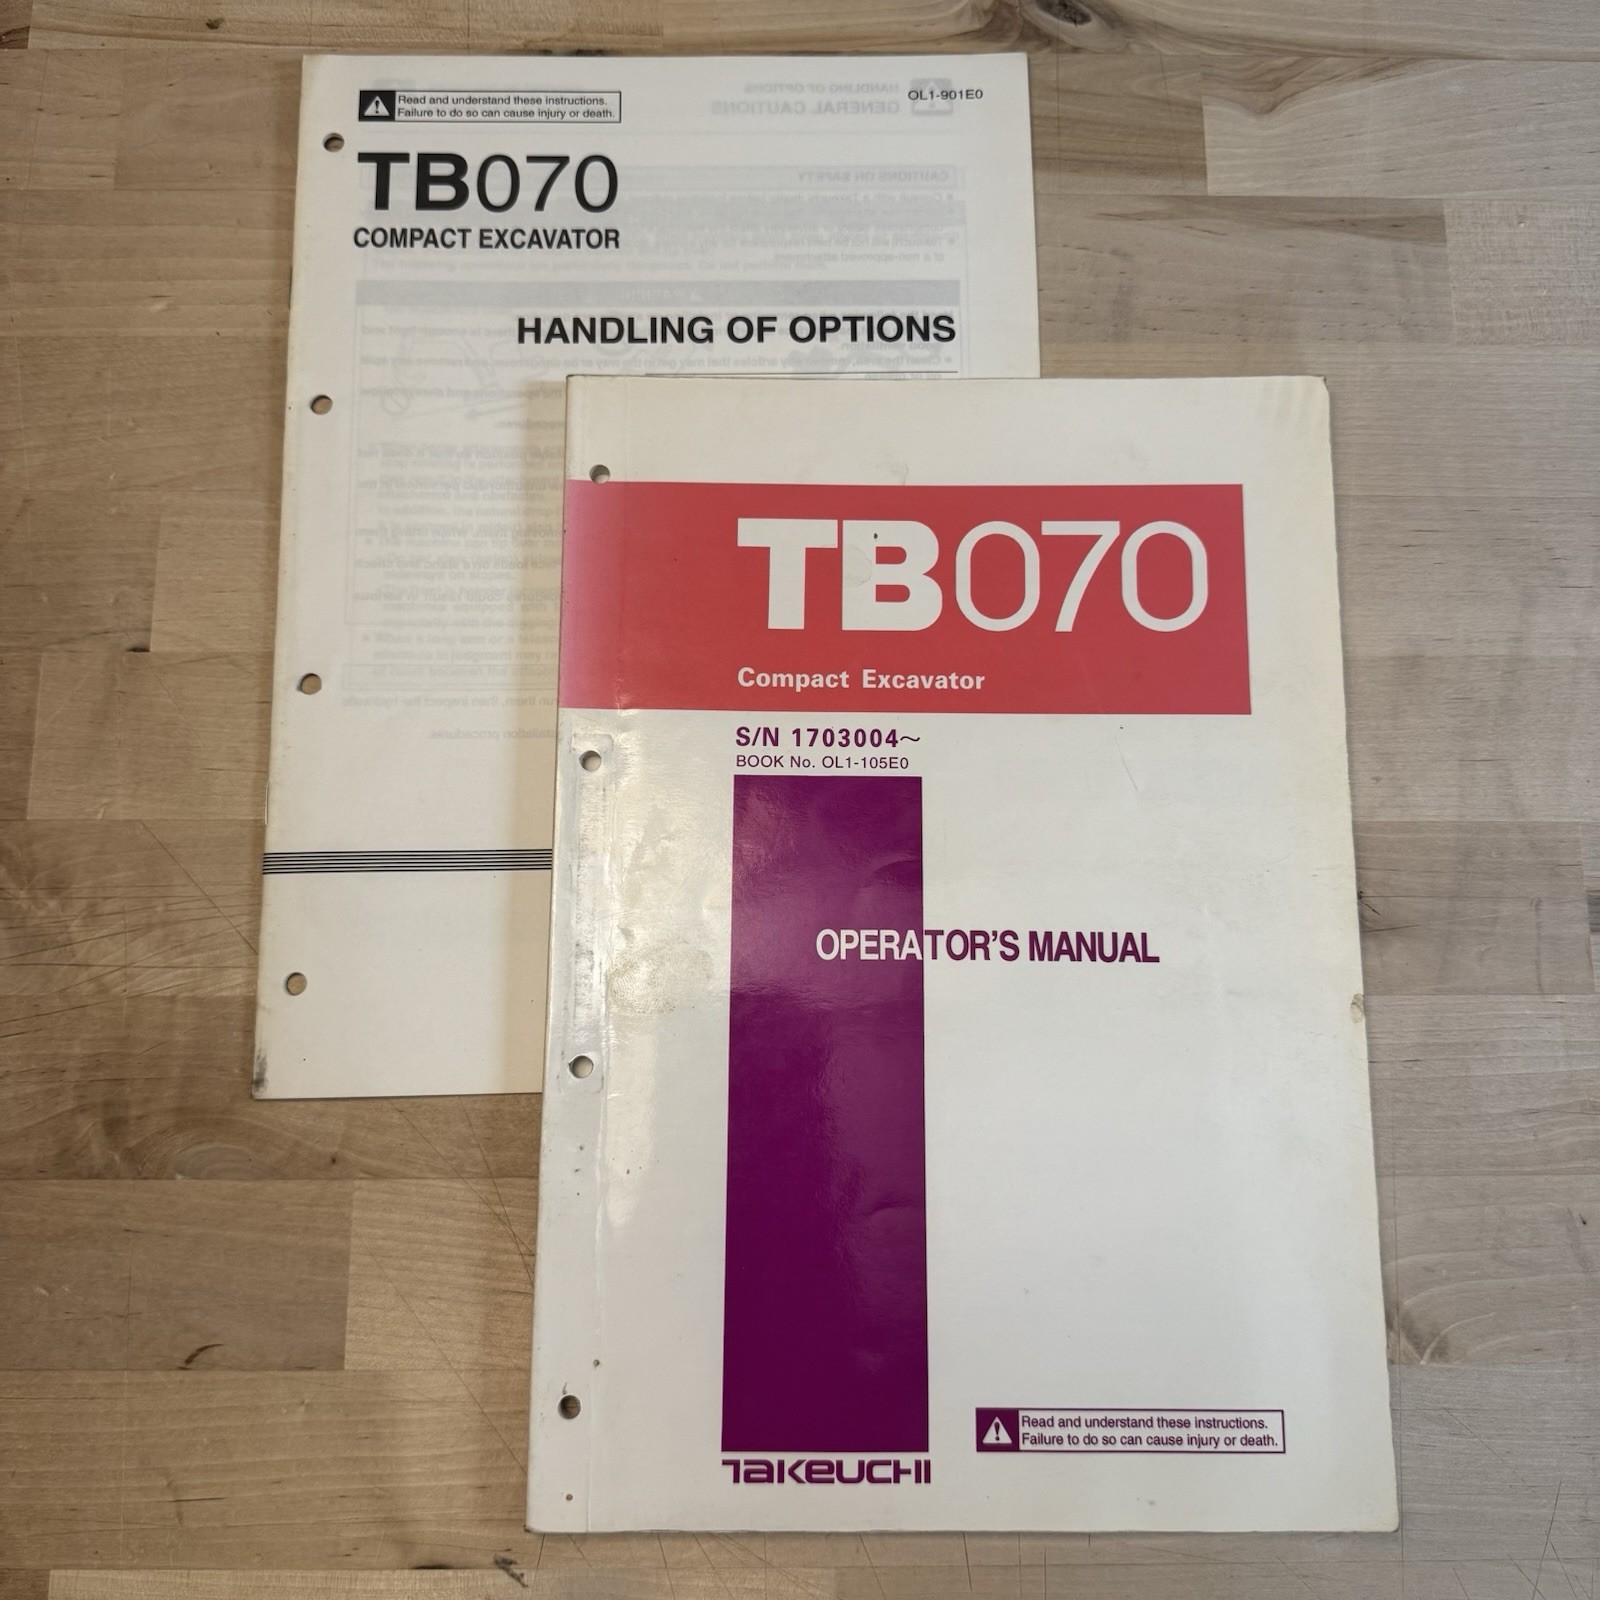 Read and understand these instructions.
Failure to do so can cause injury or death.
OL1-901E0
TB070
COMPACT EXCAVATOR
HANDLING OF OPTIONS
TB070
Compact Excavator
S/N 1703004～
BOOK No. OL1-105E0
OPERATOR'S MANUAL
Read and understand these instructions.
Failure to do so can cause injury or death.
TAKEUCHI